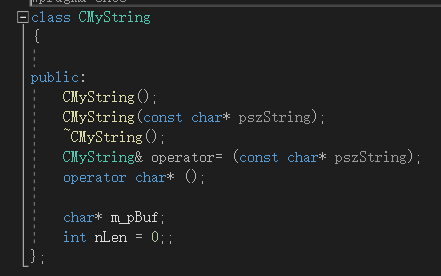 class CMyString
{
public:
CMyString();
CMyString(const char* pszString);
~CMyString();
CMyString& operator= (const char* pszString);
operator char* ();
char* m_pBuf;
int nLen = 0;;
};